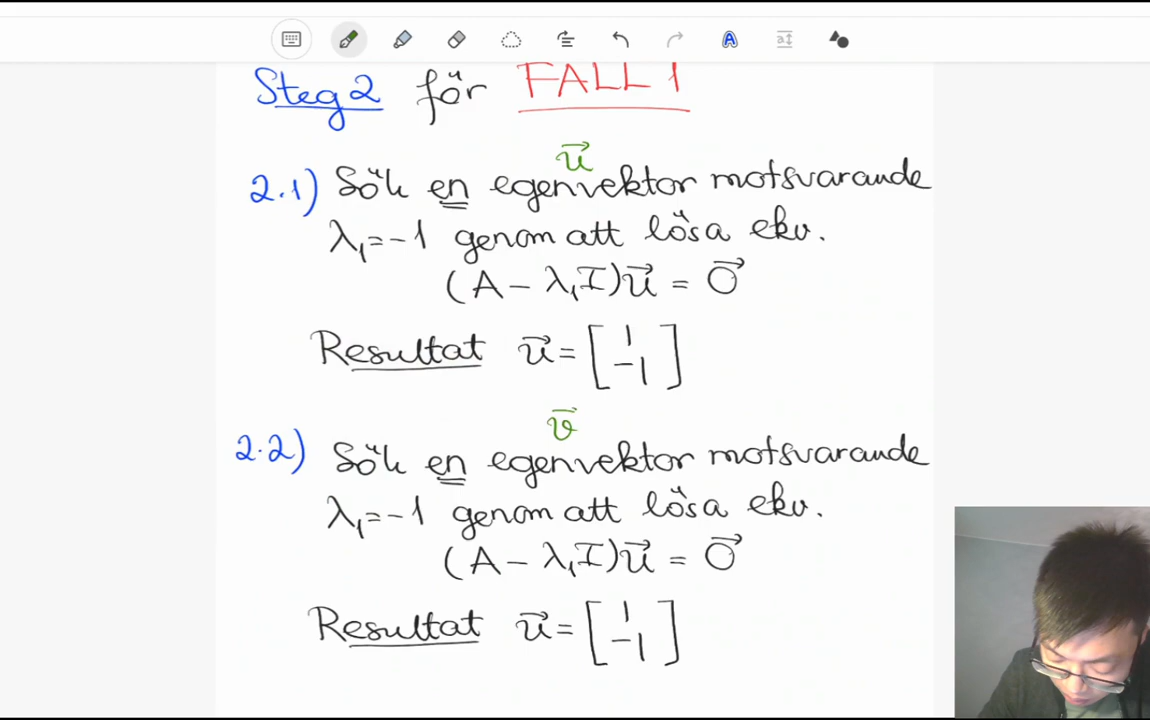 Steg 2 för FALL 1
u⃗
2.1) Sök en egenvektor motsvarande
λ₁=-1 genom att lösa ekv.
(A - λ₁I)u⃗ = 0⃗
Resultat u⃗ = [1 -1]
v⃗
2.2) Sök en egenvektor motsvarande
λ₁=-1 genom att lösa ekv.
(A - λ₁I)u⃗ = 0⃗
Resultat u⃗ = [1 -1]